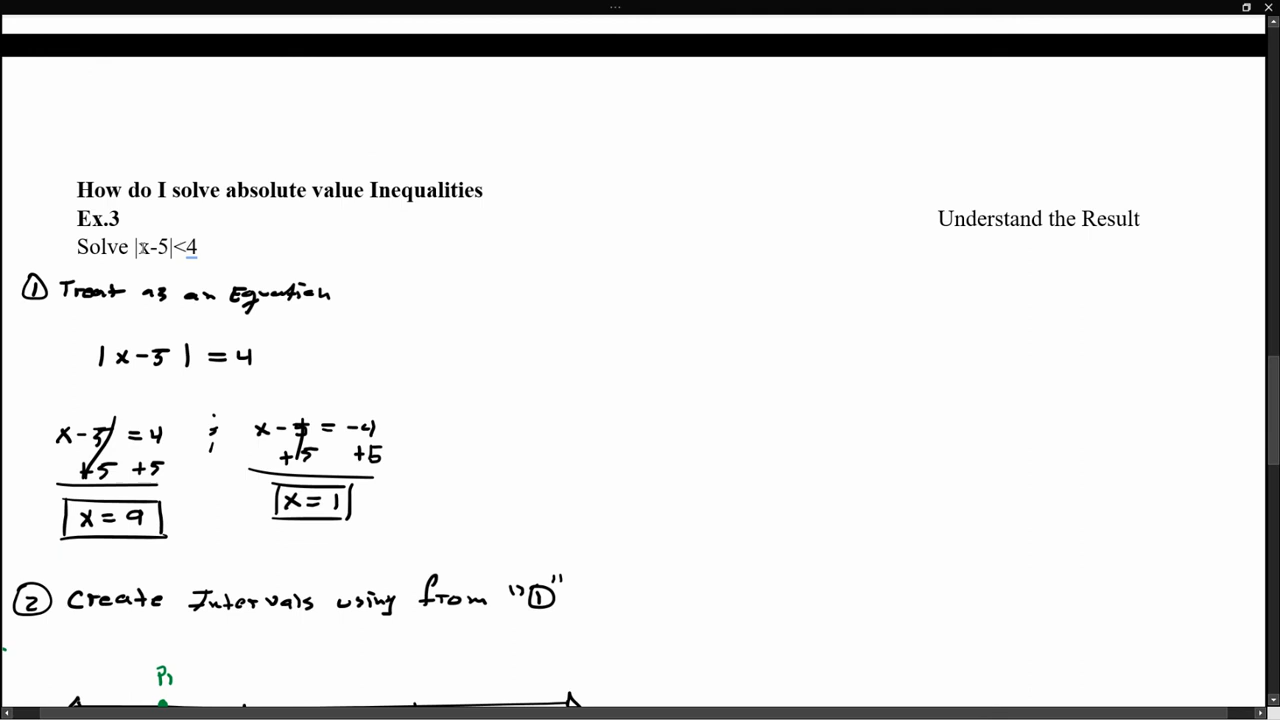 How do I solve absolute value Inequalities
Ex.3
Understand the Result
Solve |x-5|<4
① Treat as an Equation
|x-5| = 4
x-5 = 4 ; x-5 = -4
+5 +5 +5 +5
x = 9 x = 1
② Create Intervals using from "①"
P1